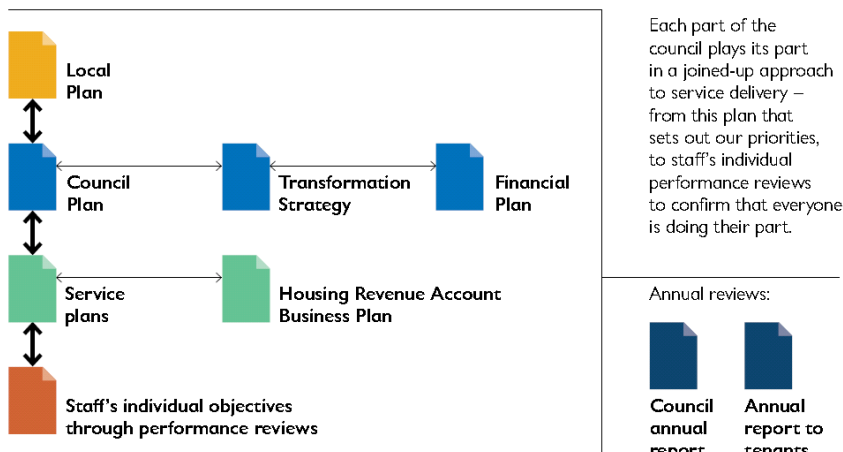 Local
Plan
Council
Plan
Transformation
Strategy
Financial
Plan
Service
plans
Housing Revenue Account
Business Plan
Staff's individual objectives
through performance reviews
Each part of the
council plays its part
in a joined-up approach
to service delivery –
from this plan that
sets out our priorities,
to staff's individual
performance reviews
to confirm that everyone
is doing their part.
Annual reviews:
Council
annual
report
Annual
report to
tenants